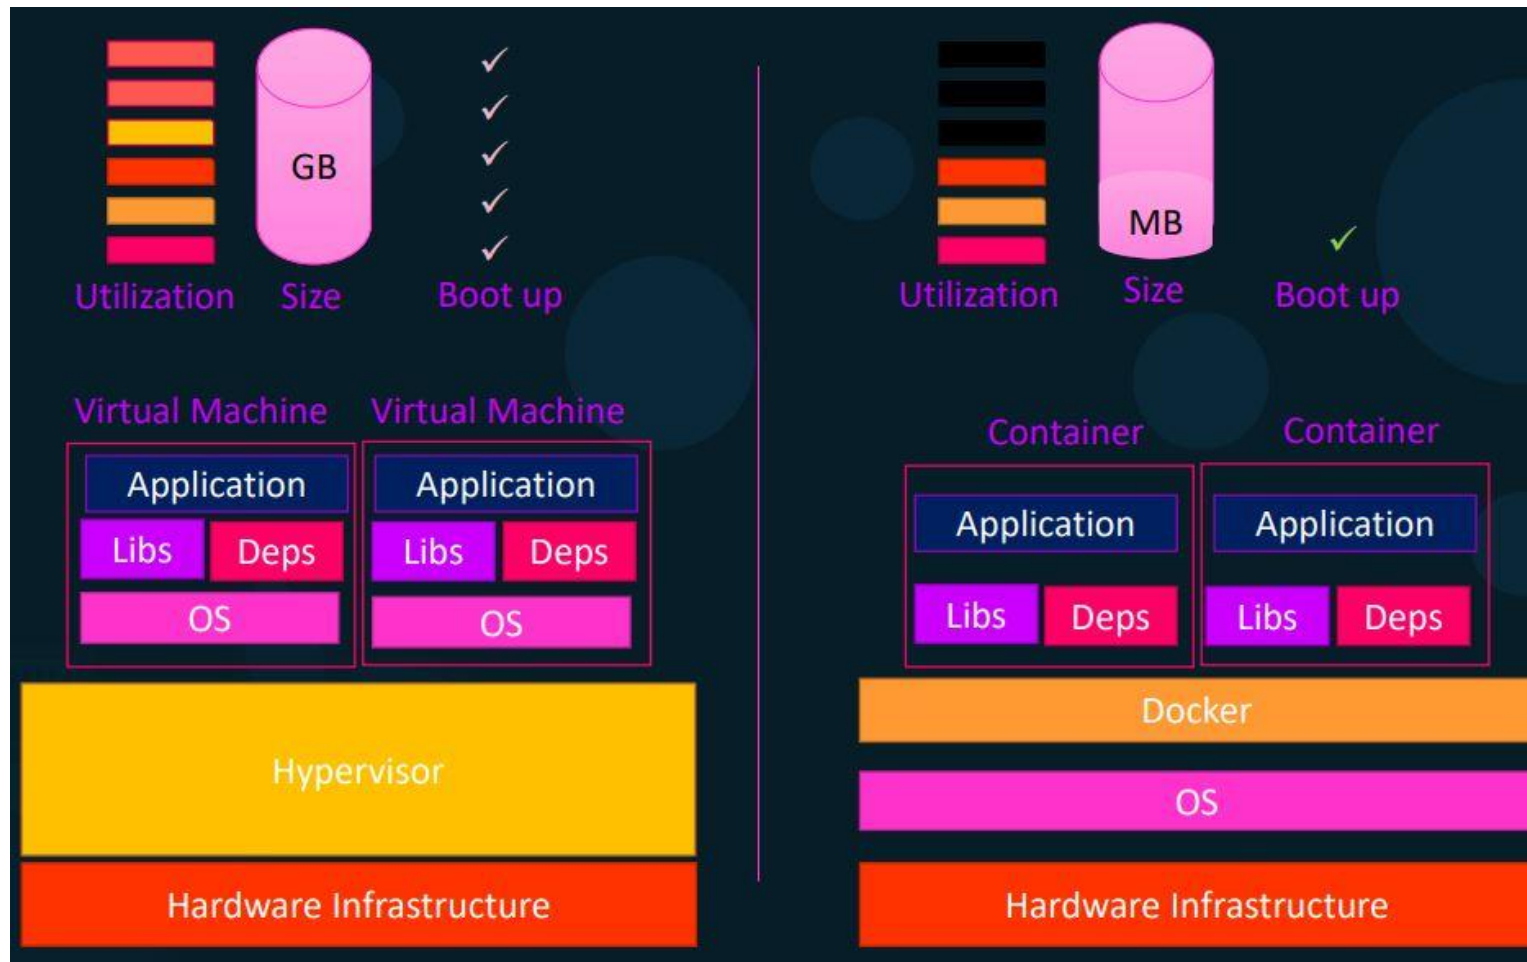 GB
Utilization Size Boot up
Virtual Machine Virtual Machine
Application Application
Libs Deps Libs Deps
OS OS
Hypervisor
Hardware Infrastructure
MB
Utilization Size Boot up
Container Container
Application Application
Libs Deps Libs Deps
Docker
OS
Hardware Infrastructure